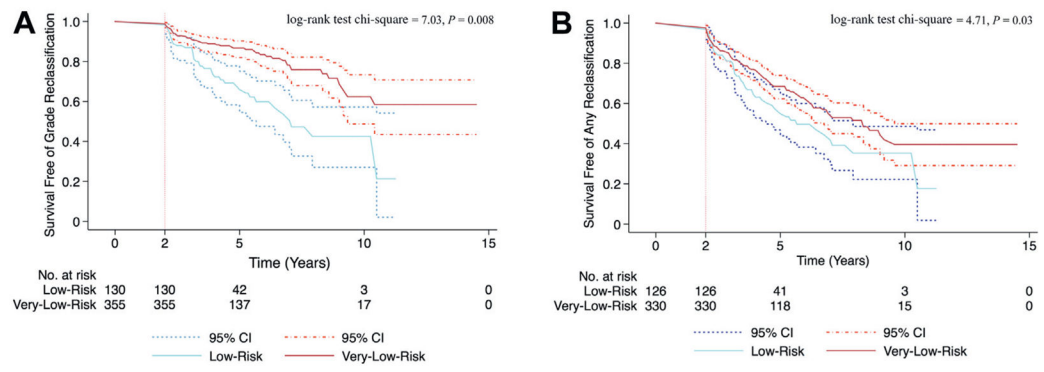 A
log-rank test chi-square = 7.03, P = 0.008
Survival Free of Grade Reclassification
1.0
0.8
0.6
0.4
0.2
0
0 2 5 10 15
Time (Years)
No. at risk
Low-Risk 130 130 42 3 0
Very-Low-Risk 355 355 137 17 0
95% CI 95% CI
Low-Risk Very-Low-Risk
B
log-rank test chi-square = 4.71, P = 0.03
Survival Free of Any Reclassification
1.0
0.8
0.6
0.4
0.2
0
0 2 5 10 15
Time (Years)
No. at risk
Low-Risk 126 126 41 3 0
Very-Low-Risk 330 330 118 15 0
95% CI 95% CI
Low-Risk Very-Low-Risk